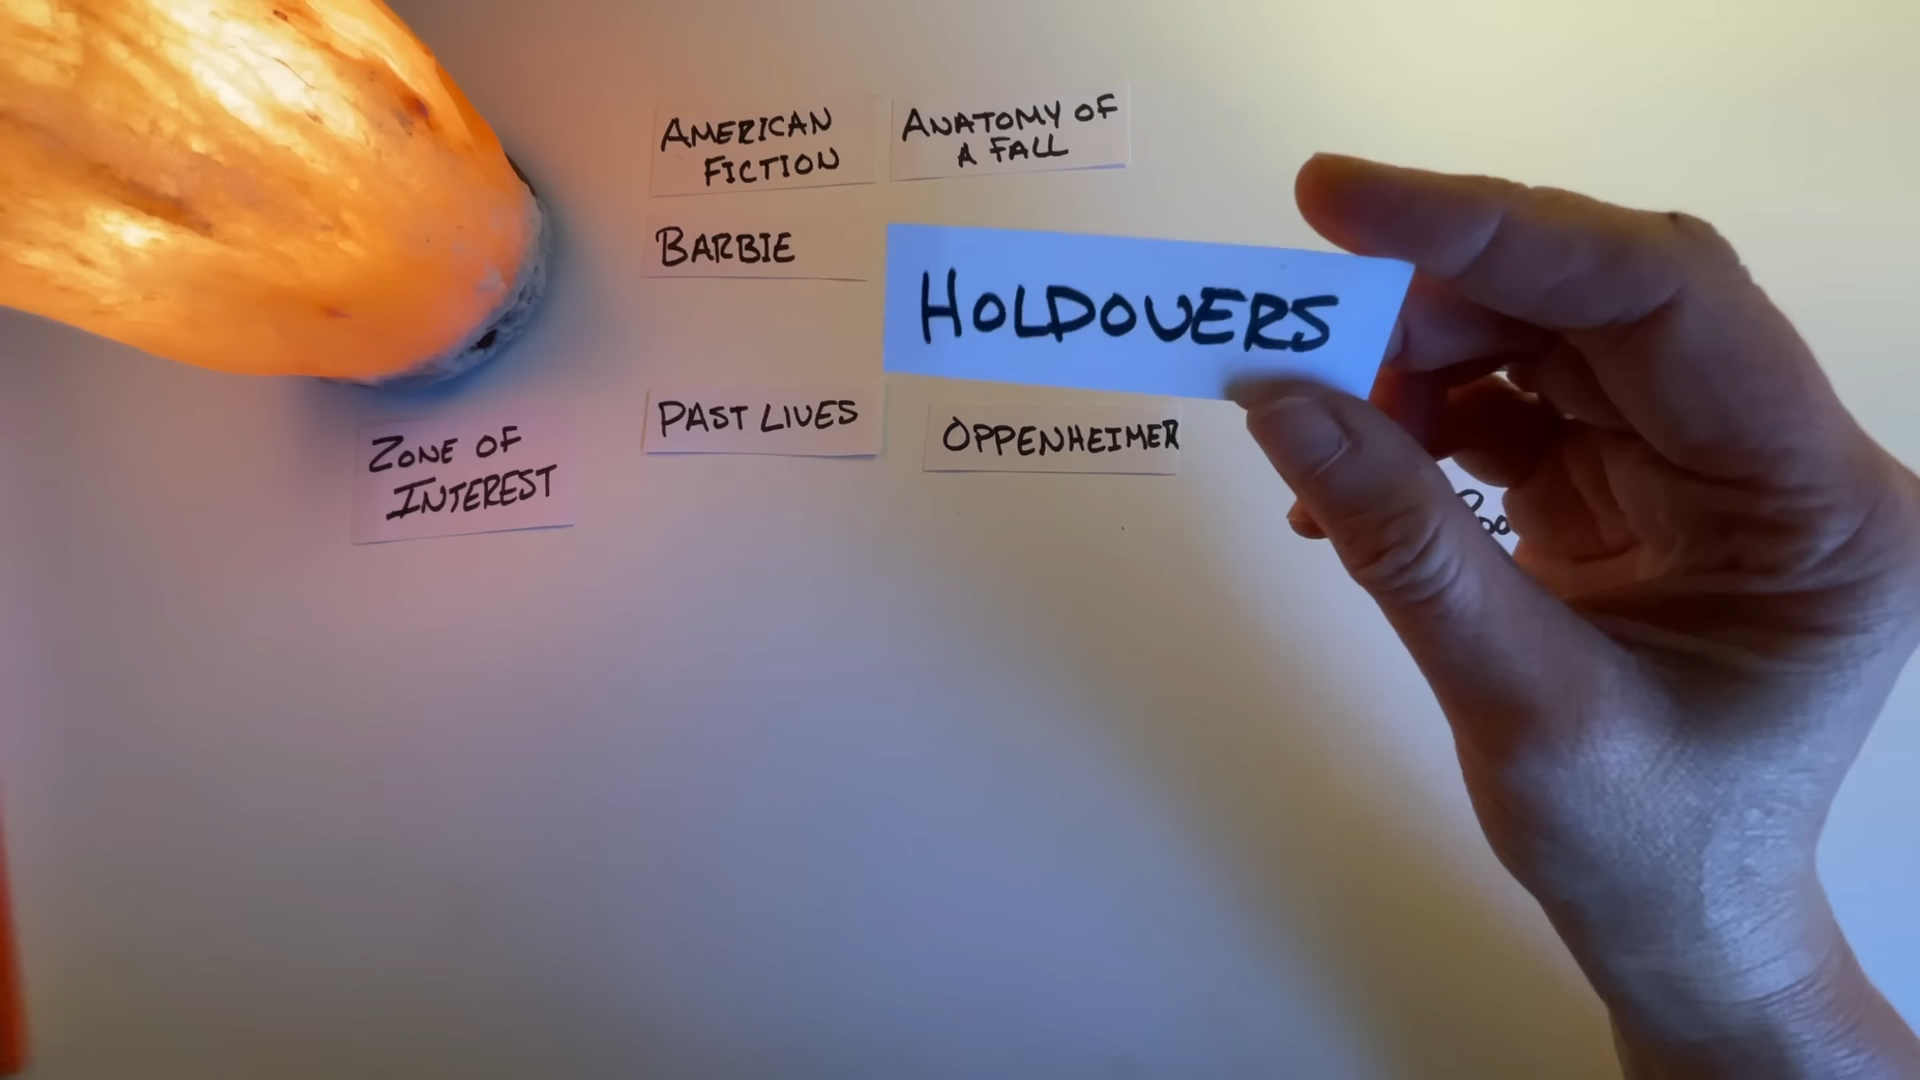 AMERICAN
FICTION
ANATOMY OF
A FALL
BARBIE
HOLDOVERS
PAST LIVES
OPPENHEIMER
ZONE OF
INTEREST